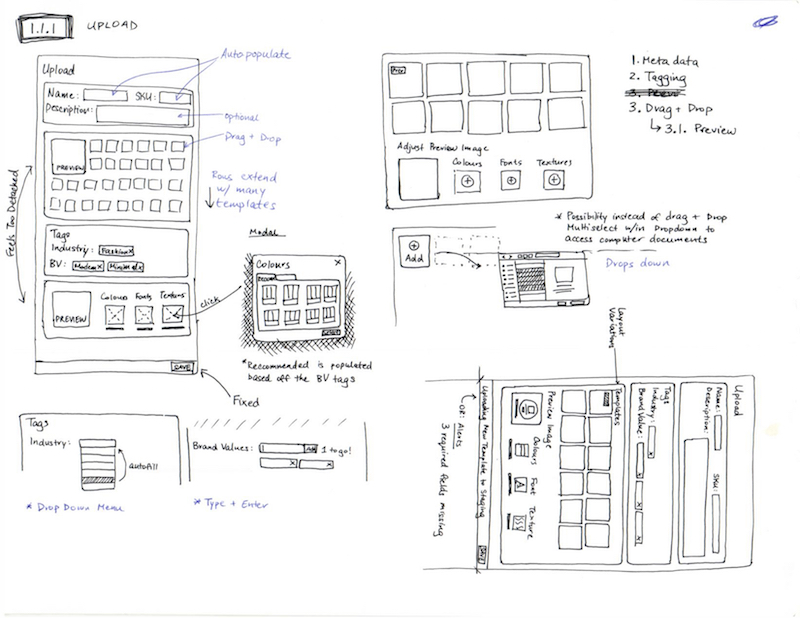 1.1.1 UPLOAD
Upload
Name: SKU:
Description:
Autopopulate
optional
PREVIEW
Drag + Drop
Rows extend
w/ many
templates
Feels Too Detached
Tags
Industry: Fashion x
BV: Modern x Minimal x
PREVIEW
Colours Fonts Textures
click
SAVE
Fixed
Modal
Colours x
*Recommended is populated
based off the BV tags
Tags
Industry:
autofill
* Drop Down Menu
Brand Values: 1 to go!
x x
* Type + Enter
Adjust Preview Image
Colours Fonts Textures
1. Meta data
2. Tagging
3. Drag + Drop
↳ 3.1. Preview
* Possibility instead of drag + Drop
Multiselect w/in Dropdown to
access computer documents
Add
Drops down
Layout
Variations
Upload
Name: SKU:
Description:
Tags
Industry:
Brand Value:
Templates
Preview Image
Colours Font Texture
A
Uploading New Template to Staging SAVE
OR: Alerts
3 required fields missing